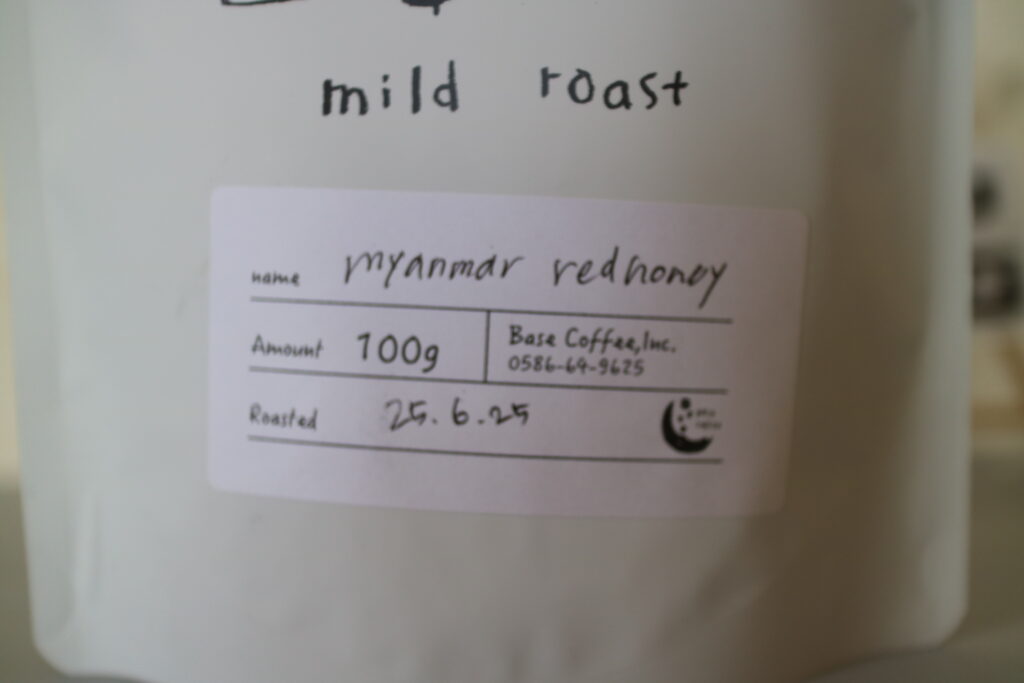 mild roast
name myanmar redhoney
Amount 100g
Base Coffee,Inc.
0586-64-9625
Roasted 25.6.25